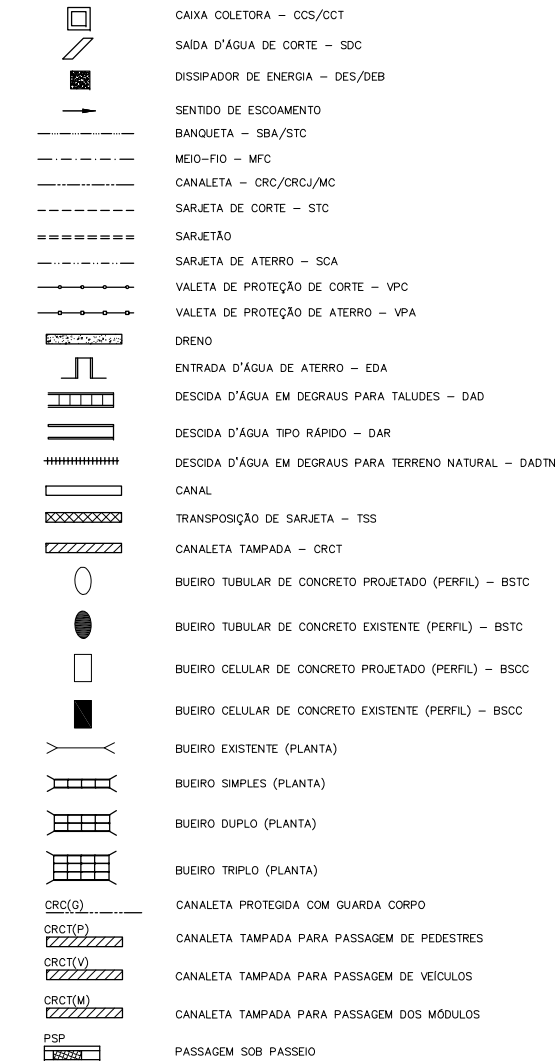 CAIXA COLETORA – CCS/CCT
SAÍDA D'ÁGUA DE CORTE – SDC
DISSIPADOR DE ENERGIA – DES/DEB
SENTIDO DE ESCOAMENTO
BANQUETA – SBA/STC
MEIO-FIO – MFC
CANALETA – CRC/CRCJ/MC
SARJETA DE CORTE – STC
SARJETÃO
SARJETA DE ATERRO – SCA
VALETA DE PROTEÇÃO DE CORTE – VPC
VALETA DE PROTEÇÃO DE ATERRO – VPA
DRENO
ENTRADA D'ÁGUA DE ATERRO – EDA
DESCIDA D'ÁGUA EM DEGRAUS PARA TALUDES – DAD
DESCIDA D'ÁGUA TIPO RÁPIDO – DAR
DESCIDA D'ÁGUA EM DEGRAUS PARA TERRENO NATURAL – DADTN
CANAL
TRANSPOSIÇÃO DE SARJETA – TSS
CANALETA TAMPADA – CRCT
BUEIRO TUBULAR DE CONCRETO PROJETADO (PERFIL) – BSTC
BUEIRO TUBULAR DE CONCRETO EXISTENTE (PERFIL) – BSTC
BUEIRO CELULAR DE CONCRETO PROJETADO (PERFIL) – BSCC
BUEIRO CELULAR DE CONCRETO EXISTENTE (PERFIL) – BSCC
BUEIRO EXISTENTE (PLANTA)
BUEIRO SIMPLES (PLANTA)
BUEIRO DUPLO (PLANTA)
BUEIRO TRIPLO (PLANTA)
CRC(G) CANALETA PROTEGIDA COM GUARDA CORPO
CRCT(P) CANALETA TAMPADA PARA PASSAGEM DE PEDESTRES
CRCT(V) CANALETA TAMPADA PARA PASSAGEM DE VEÍCULOS
CRCT(M) CANALETA TAMPADA PARA PASSAGEM DOS MÓDULOS
PSP PASSAGEM SOB PASSEIO